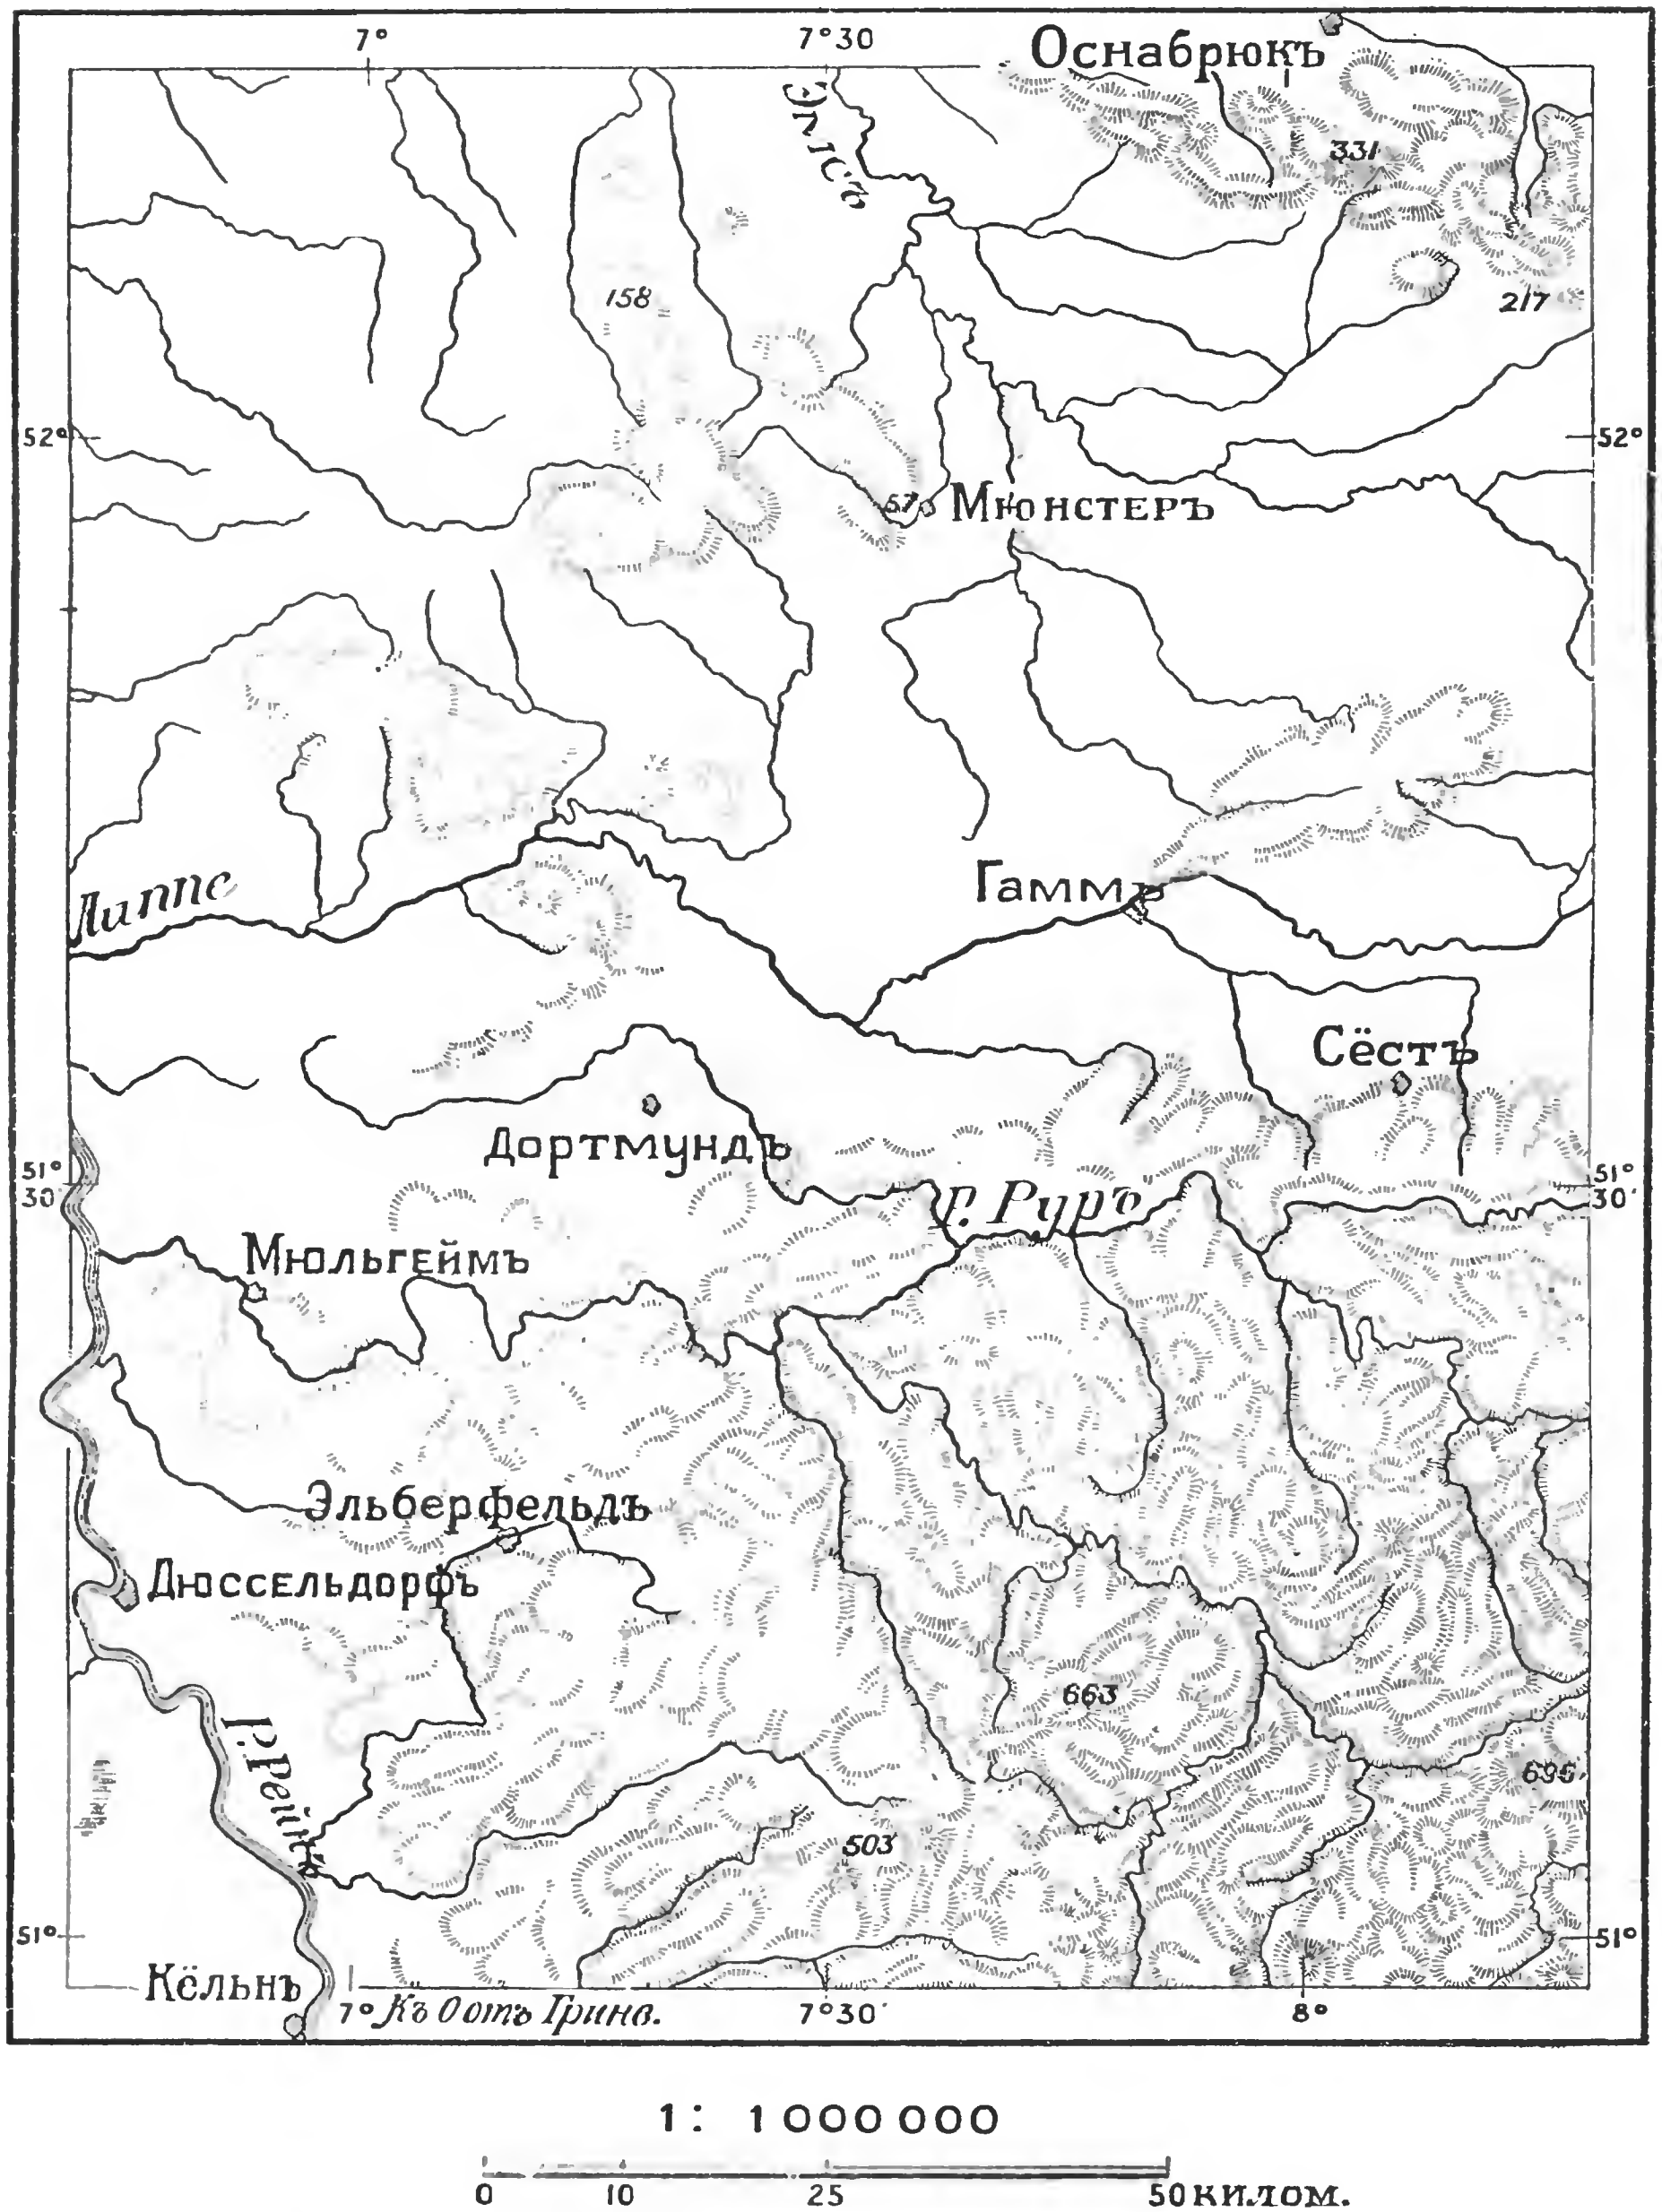 7° 7°30 Оснабрюкъ
Эмсъ
331
158 217
52° 52°
57 Мюнстеръ
Липпе
Гаммъ
Сёстъ
Дортмундъ
51° 30′ 51° 30′
р. Руръ
Мюльгеймъ
Эльберфельдъ
Дюссельдорфъ
663
Р. Рейнъ
696
503
51° 51°
Кёльнъ
7° Къ О отъ Гринв. 7°30′ 8°
1: 1 000 000
0 10 25 50 килом.